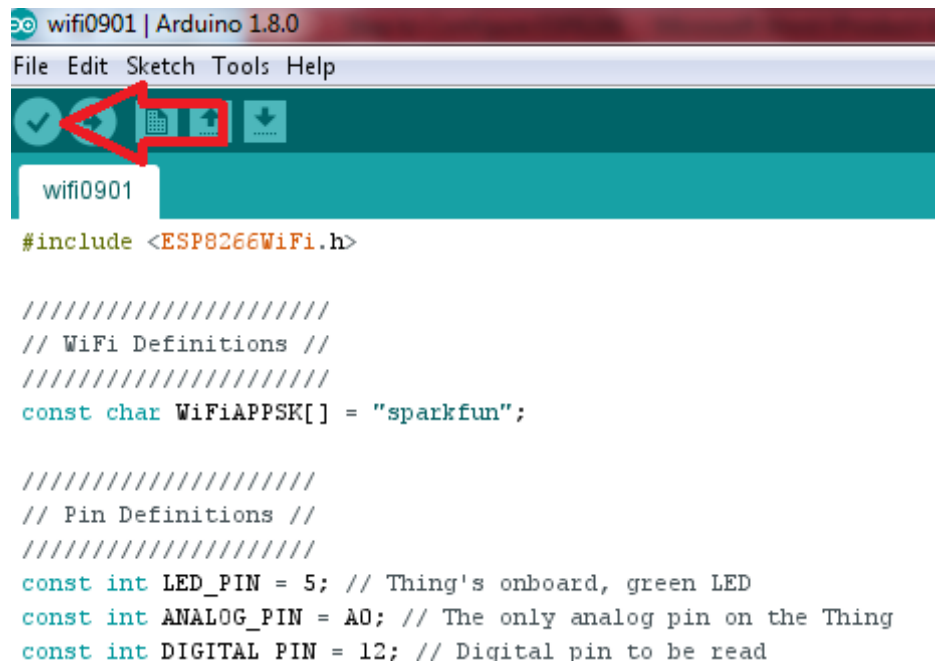 wifi0901 | Arduino 1.8.0
File Edit Sketch Tools Help
wifi0901
#include <ESP8266WiFi.h>
//////////////////////
// WiFi Definitions //
//////////////////////
const char WiFiAPPSK[] = "sparkfun";
/////////////////////
// Pin Definitions //
/////////////////////
const int LED_PIN = 5; // Thing's onboard, green LED
const int ANALOG_PIN = A0; // The only analog pin on the Thing
const int DIGITAL_PIN = 12; // Digital pin to be read